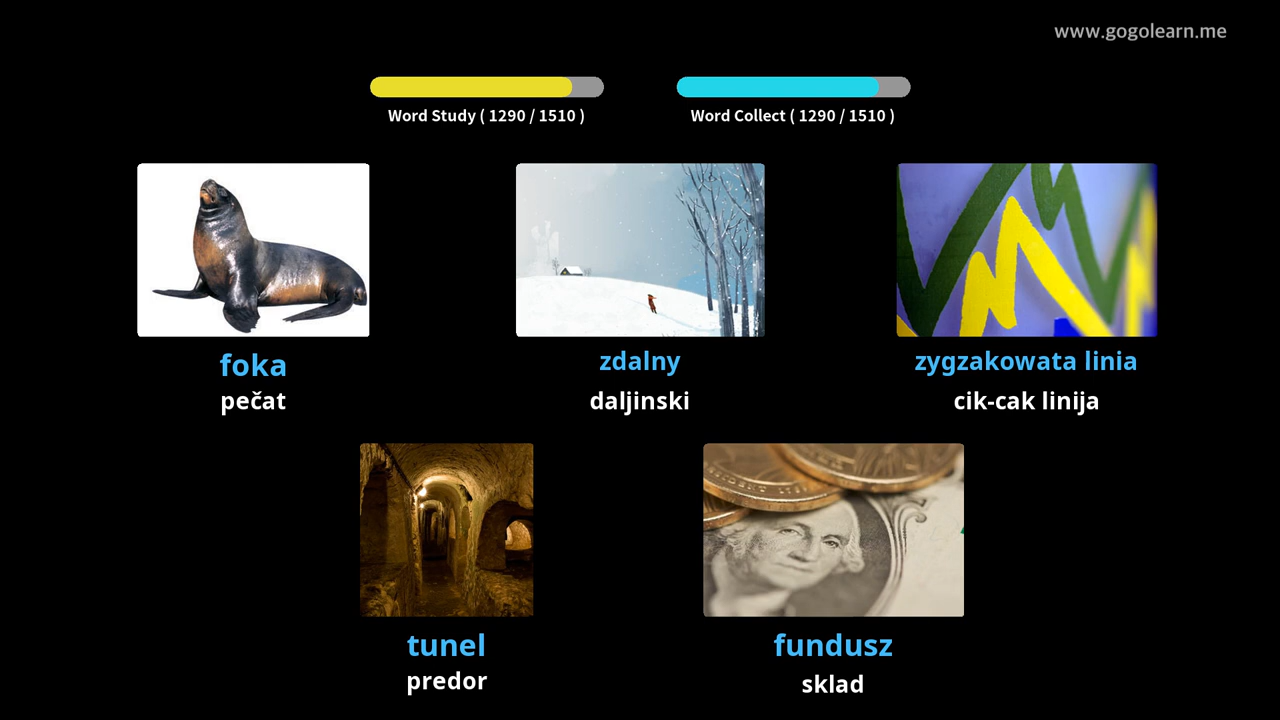 www.gogolearn.me
Word Study ( 1290 / 1510 )
Word Collect ( 1290 / 1510 )
foka
pečat
zdalny
daljinski
zygzakowata linia
cik-cak linija
tunel
predor
fundusz
sklad